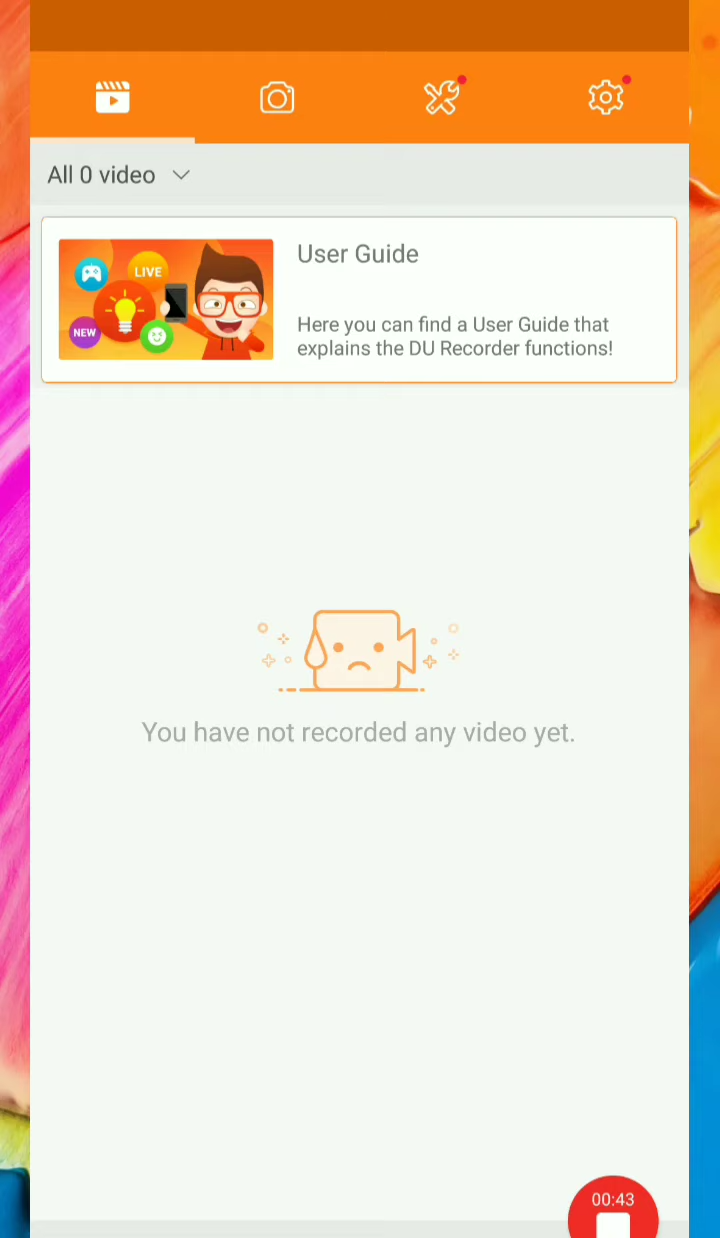 All 0 video
LIVE
NEW
User Guide
Here you can find a User Guide that
explains the DU Recorder functions!
You have not recorded any video yet.
00:43